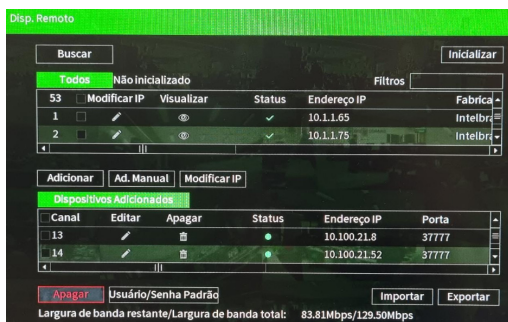 Disp. Remoto
Buscar Inicializar
Todos Não inicializado Filtros
53 Modificar IP Visualizar Status Endereço IP Fabrica
1 10.1.1.65 Intelbra
2 10.1.1.75 Intelbra
Adicionar Ad. Manual Modificar IP
Dispositivos Adicionados
Canal Editar Apagar Status Endereço IP Porta
13 10.100.21.8 37777
14 10.100.21.52 37777
Apagar Usuário/Senha Padrão Importar Exportar
Largura de banda restante/Largura de banda total: 83.81Mbps/129.50Mbps